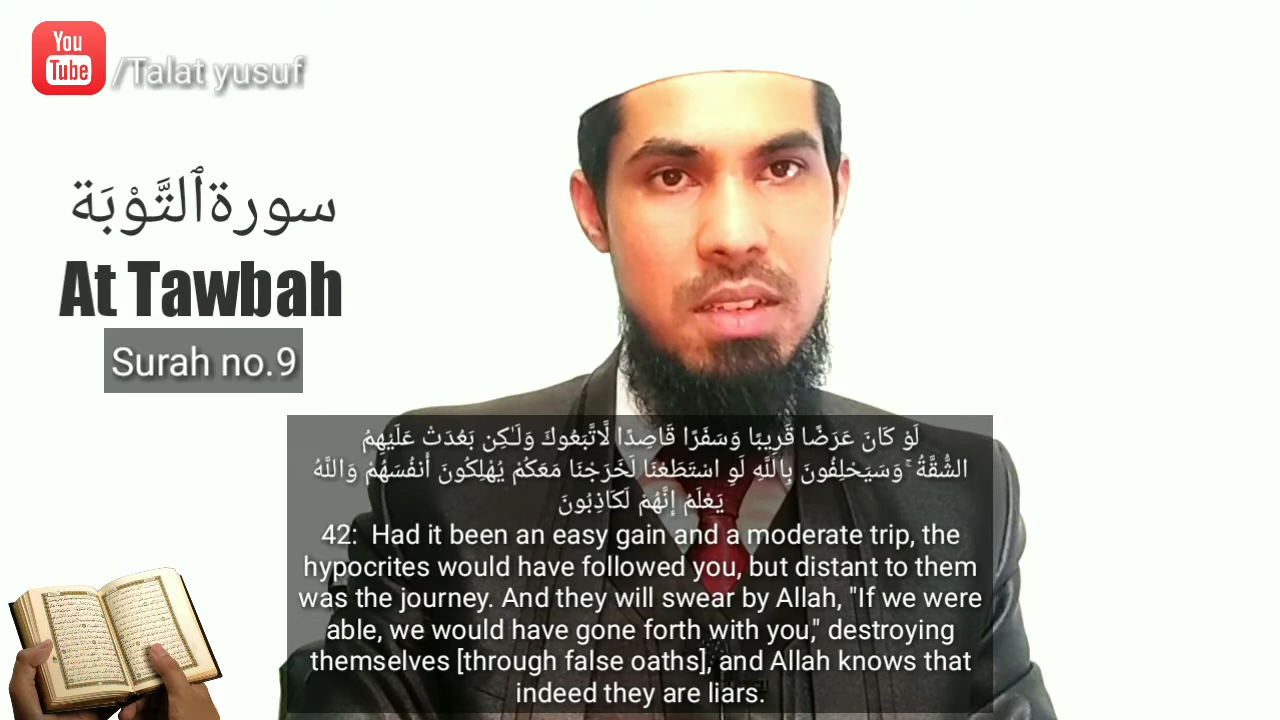 You
Tube
/Talat yusuf
سورة ٱلتَّوْبَة
At Tawbah
Surah no.9
لَوْ كَانَ عَرَضًا قَرِيبًا وَسَفَرًا قَاصِدًا لَّاتَّبَعُوكَ وَلَـٰكِن بَعُدَتْ عَلَيْهِمُ
الشُّقَّةُ ۚ وَسَيَحْلِفُونَ بِاللَّهِ لَوِ اسْتَطَعْنَا لَخَرَجْنَا مَعَكُمْ يُهْلِكُونَ أَنفُسَهُمْ وَاللَّهُ
يَعْلَمُ إِنَّهُمْ لَكَاذِبُونَ
42:  Had it been an easy gain and a moderate trip, the
hypocrites would have followed you, but distant to them
was the journey. And they will swear by Allah, "If we were
able, we would have gone forth with you," destroying
themselves [through false oaths], and Allah knows that
indeed they are liars.